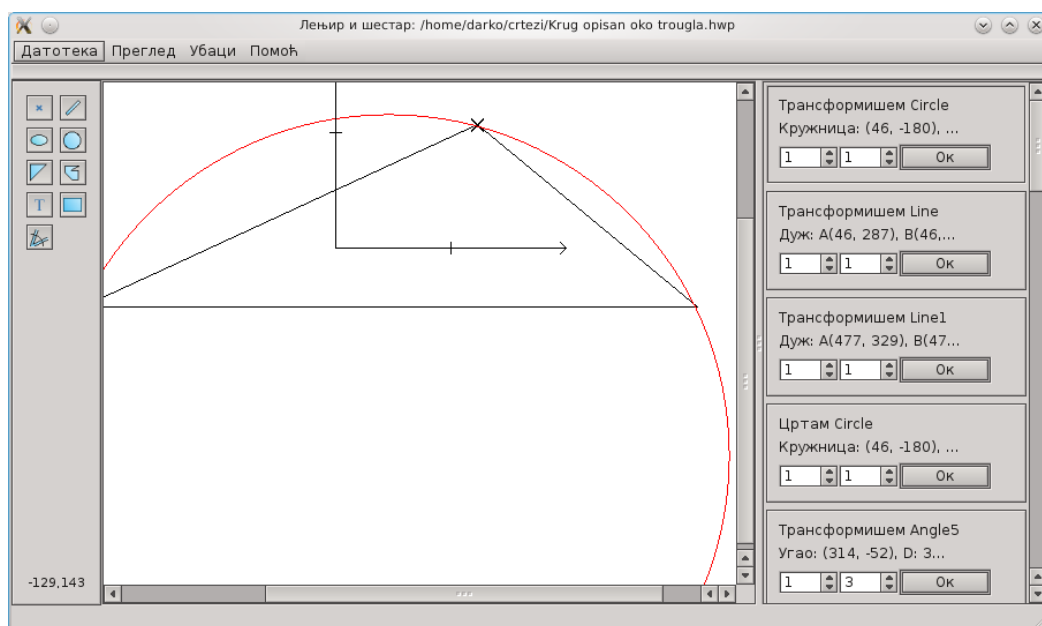 Лењир и шестар: /home/darko/crtezi/Krug opisan oko trougla.hwp
Датотека Преглед Убаци Помоћ
T
-129,143
Трансформишем Circle
Кружница: (46, -180), ...
1 1 Ок
Трансформишем Line
Дуж: A(46, 287), B(46,...
1 1 Ок
Трансформишем Line1
Дуж: A(477, 329), B(47...
1 1 Ок
Цртам Circle
Кружница: (46, -180), ...
1 1 Ок
Трансформишем Angle5
Угао: (314, -52), D: 3...
1 3 Ок